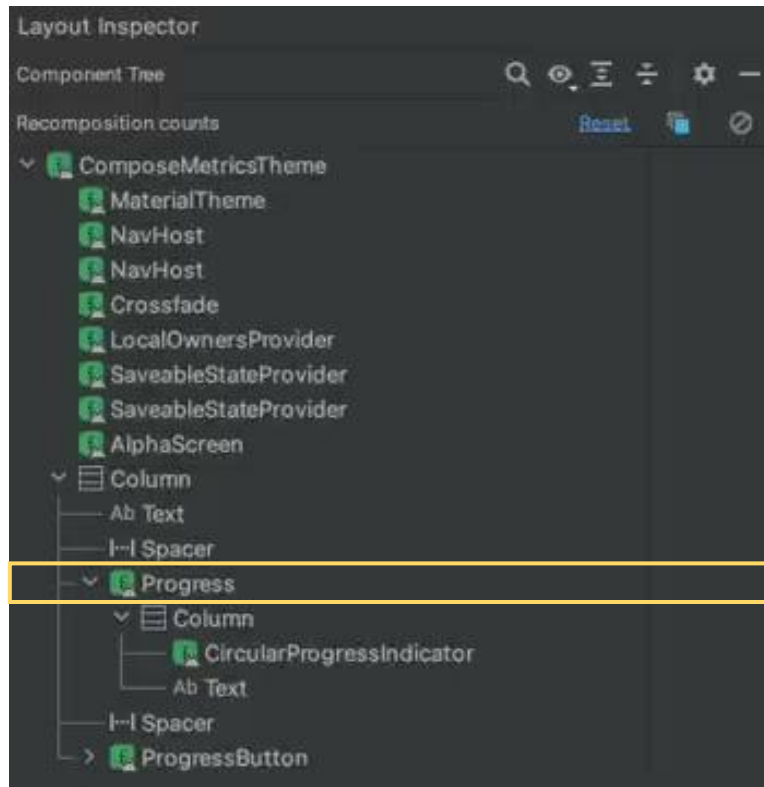 Layout Inspector
Component Tree
Recomposition counts Reset
ComposeMetricsTheme
MaterialTheme
NavHost
NavHost
Crossfade
LocalOwnersProvider
SaveableStateProvider
SaveableStateProvider
AlphaScreen
Column
Ab Text
Spacer
Progress
Column
CircularProgressIndicator
Ab Text
Spacer
ProgressButton